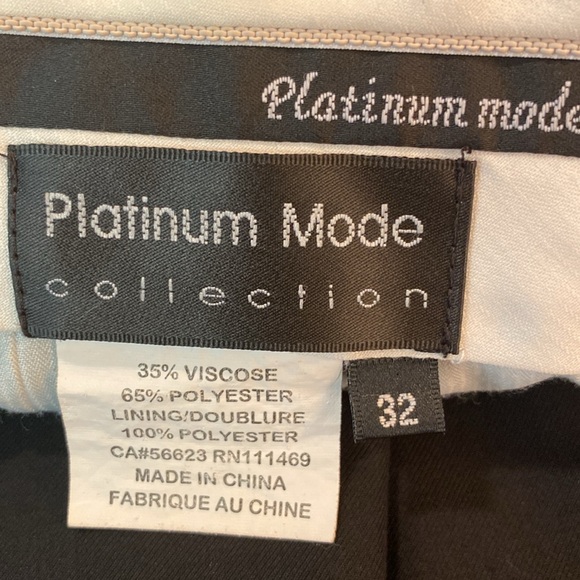 Platinum mode
Platinum Mode
collection
35% VISCOSE
65% POLYESTER
LINING/DOUBLURE
100% POLYESTER
CA#56623 RN111469
MADE IN CHINA
FABRIQUE AU CHINE
32